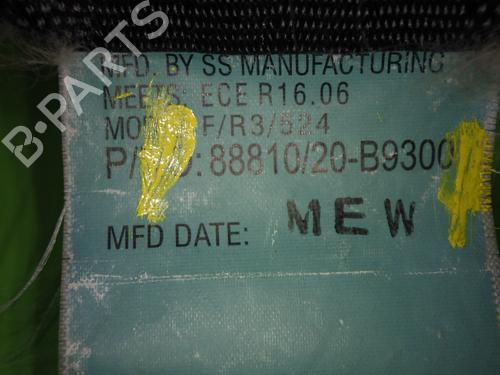 B-PARTS
MFD. BY SS MANUFACTURING
MEETS: ECE R16.06
F/R3/524
88810/20-B9300
MFD DATE: MEW